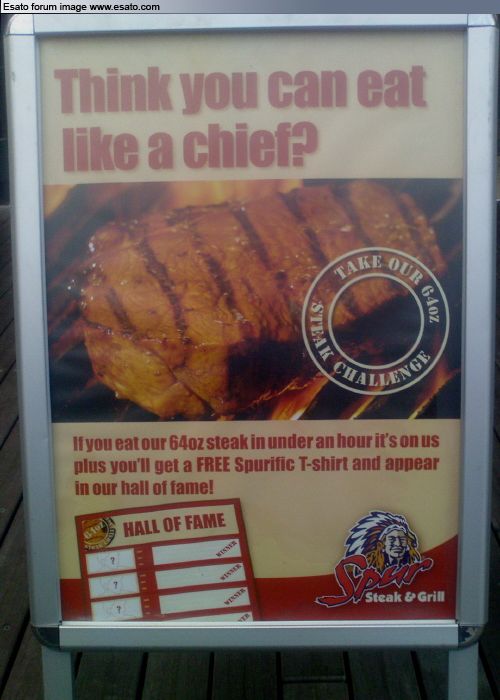 Esato forum image www.esato.com
Think you can eat
like a chief?
TAKE OUR 64OZ
STEAK CHALLENGE
If you eat our 64oz steak in under an hour it's on us
plus you'll get a FREE Spurific T-shirt and appear
in our hall of fame!
HALL OF FAME
WINNER
?
WINNER
?
WINNER
?
Spur
Steak & Grill